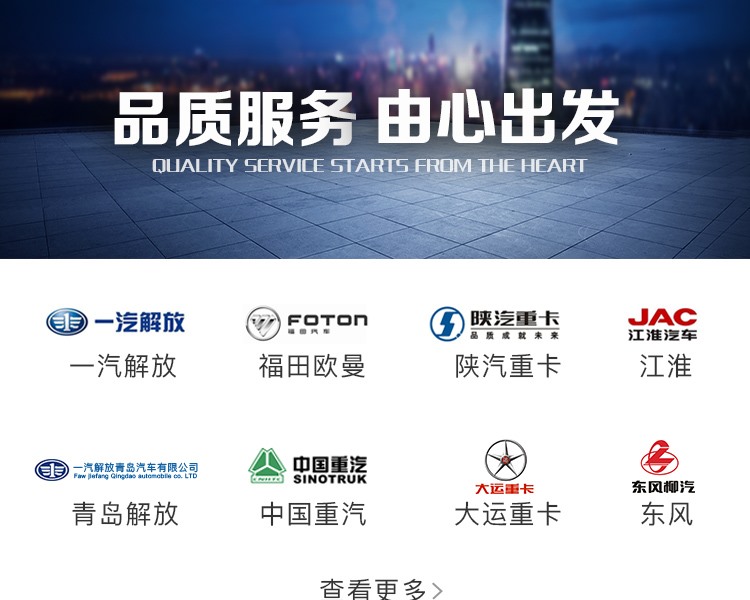 品质服务 由心出发
QUALITY SERVICE STARTS FROM THE HEART
一汽解放
FOTON
福田汽车
陕汽重卡
品质成就未来
JAC
江淮汽车
一汽解放
福田欧曼
陕汽重卡
江淮
一汽解放青岛汽车有限公司
Faw jiefang Qingdao automobile co. LTD
CNHTC
中国重汽
SINOTRUK
大运重卡
东风柳汽
青岛解放
中国重汽
大运重卡
东风
查看更多>